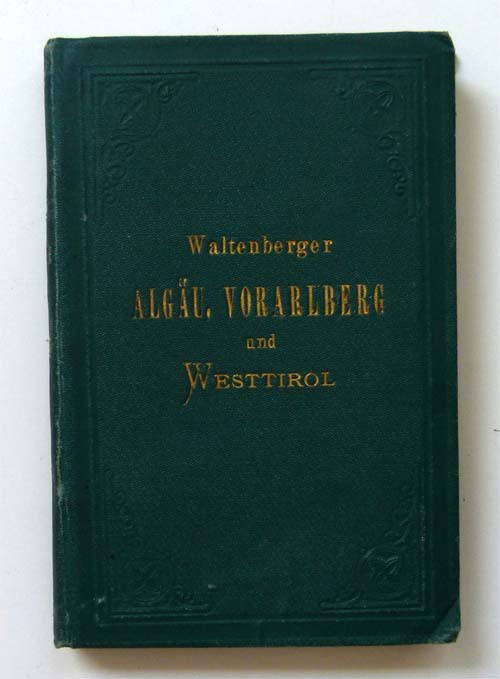 Waltenberger
ALGÄU, VORARLBERG
und
WESTTIROL